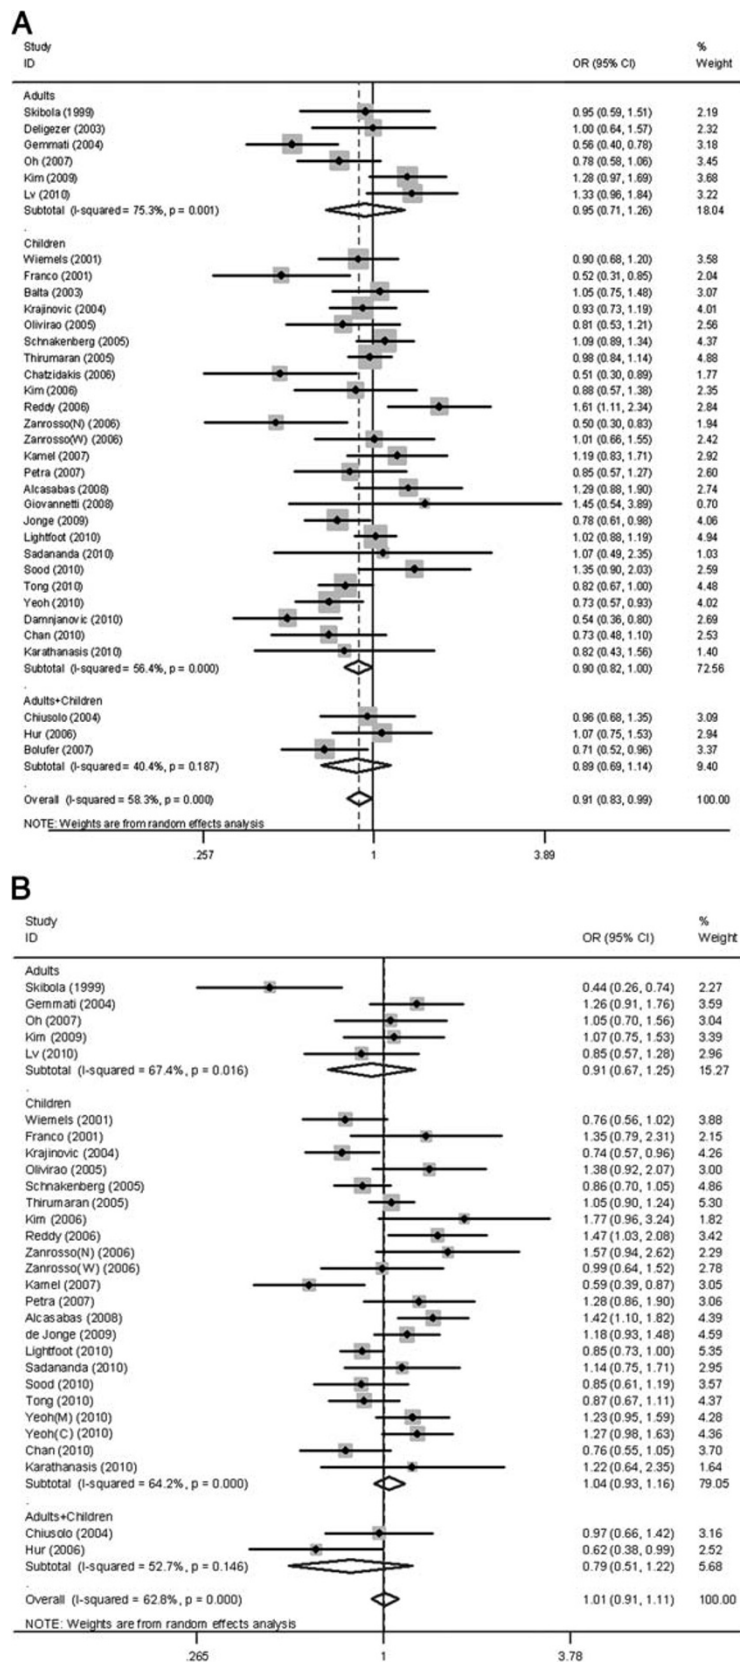 A
Study %
ID OR (95% CI) Weight
Adults
Skibola (1999) 0.95 (0.59, 1.51) 2.19
Deligezer (2003) 1.00 (0.64, 1.57) 2.32
Gemmati (2004) 0.56 (0.40, 0.78) 3.18
Oh (2007) 0.78 (0.58, 1.06) 3.45
Kim (2009) 1.28 (0.97, 1.69) 3.68
Lv (2010) 1.33 (0.96, 1.84) 3.22
Subtotal (I-squared = 75.3%, p = 0.001) 0.95 (0.71, 1.26) 18.04
.
Children
Wiemels (2001) 0.90 (0.68, 1.20) 3.58
Franco (2001) 0.52 (0.31, 0.85) 2.04
Balta (2003) 1.05 (0.75, 1.48) 3.07
Krajinovic (2004) 0.93 (0.73, 1.19) 4.01
Olivirao (2005) 0.81 (0.53, 1.21) 2.56
Schnakenberg (2005) 1.09 (0.89, 1.34) 4.37
Thirumaran (2005) 0.98 (0.84, 1.14) 4.88
Chatzidakis (2006) 0.51 (0.30, 0.89) 1.77
Kim (2006) 0.88 (0.57, 1.38) 2.35
Reddy (2006) 1.61 (1.11, 2.34) 2.84
Zanrosso(N) (2006) 0.50 (0.30, 0.83) 1.94
Zanrosso(W) (2006) 1.01 (0.66, 1.55) 2.42
Kamel (2007) 1.19 (0.83, 1.71) 2.92
Petra (2007) 0.85 (0.57, 1.27) 2.60
Alcasabas (2008) 1.29 (0.88, 1.90) 2.74
Giovannetti (2008) 1.45 (0.54, 3.89) 0.70
Jonge (2009) 0.78 (0.61, 0.98) 4.06
Lightfoot (2010) 1.02 (0.88, 1.19) 4.94
Sadananda (2010) 1.07 (0.49, 2.35) 1.03
Sood (2010) 1.35 (0.90, 2.03) 2.59
Tong (2010) 0.82 (0.67, 1.00) 4.48
Yeoh (2010) 0.73 (0.57, 0.93) 4.02
Damnjanovic (2010) 0.54 (0.36, 0.80) 2.69
Chan (2010) 0.73 (0.48, 1.10) 2.53
Karathanasis (2010) 0.82 (0.43, 1.56) 1.40
Subtotal (I-squared = 56.4%, p = 0.000) 0.90 (0.82, 1.00) 72.56
.
Adults+Children
Chiusolo (2004) 0.96 (0.68, 1.35) 3.09
Hur (2006) 1.07 (0.75, 1.53) 2.94
Bolufer (2007) 0.71 (0.52, 0.96) 3.37
Subtotal (I-squared = 40.4%, p = 0.187) 0.89 (0.69, 1.14) 9.40
.
Overall (I-squared = 58.3%, p = 0.000) 0.91 (0.83, 0.99) 100.00
NOTE: Weights are from random effects analysis
.257 1 3.89
B
Study %
ID OR (95% CI) Weight
Adults
Skibola (1999) 0.44 (0.26, 0.74) 2.27
Gemmati (2004) 1.26 (0.91, 1.76) 3.59
Oh (2007) 1.05 (0.70, 1.56) 3.04
Kim (2009) 1.07 (0.75, 1.53) 3.39
Lv (2010) 0.85 (0.57, 1.28) 2.96
Subtotal (I-squared = 67.4%, p = 0.016) 0.91 (0.67, 1.25) 15.27
.
Children
Wiemels (2001) 0.76 (0.56, 1.02) 3.88
Franco (2001) 1.35 (0.79, 2.31) 2.15
Krajinovic (2004) 0.74 (0.57, 0.96) 4.26
Olivirao (2005) 1.38 (0.92, 2.07) 3.00
Schnakenberg (2005) 0.86 (0.70, 1.05) 4.86
Thirumaran (2005) 1.05 (0.90, 1.24) 5.30
Kim (2006) 1.77 (0.96, 3.24) 1.82
Reddy (2006) 1.47 (1.03, 2.08) 3.42
Zanrosso(N) (2006) 1.57 (0.94, 2.62) 2.29
Zanrosso(W) (2006) 0.99 (0.64, 1.52) 2.78
Kamel (2007) 0.59 (0.39, 0.87) 3.05
Petra (2007) 1.28 (0.86, 1.90) 3.06
Alcasabas (2008) 1.42 (1.10, 1.82) 4.39
de Jonge (2009) 1.18 (0.93, 1.48) 4.59
Lightfoot (2010) 0.85 (0.73, 1.00) 5.35
Sadananda (2010) 1.14 (0.75, 1.71) 2.95
Sood (2010) 0.85 (0.61, 1.19) 3.57
Tong (2010) 0.87 (0.67, 1.11) 4.37
Yeoh(M) (2010) 1.23 (0.95, 1.59) 4.28
Yeoh(C) (2010) 1.27 (0.98, 1.63) 4.36
Chan (2010) 0.76 (0.55, 1.05) 3.70
Karathanasis (2010) 1.22 (0.64, 2.35) 1.64
Subtotal (I-squared = 64.2%, p = 0.000) 1.04 (0.93, 1.16) 79.05
.
Adults+Children
Chiusolo (2004) 0.97 (0.66, 1.42) 3.16
Hur (2006) 0.62 (0.38, 0.99) 2.52
Subtotal (I-squared = 52.7%, p = 0.146) 0.79 (0.51, 1.22) 5.68
.
Overall (I-squared = 62.8%, p = 0.000) 1.01 (0.91, 1.11) 100.00
NOTE: Weights are from random effects analysis
.265 1 3.78